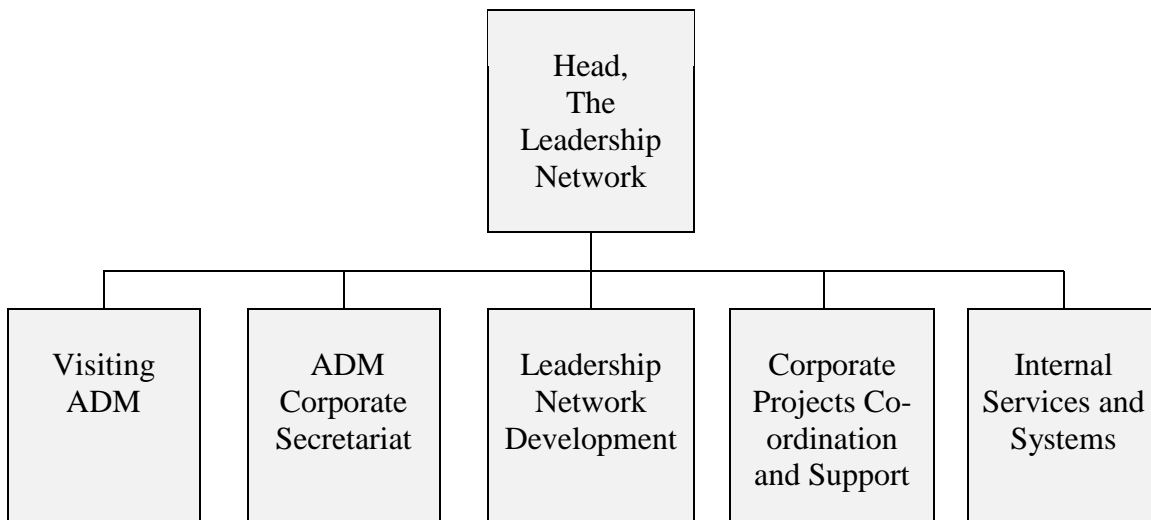 Head,
The
Leadership
Network
Visiting
ADM
ADM
Corporate
Secretariat
Leadership
Network
Development
Corporate
Projects Co-
ordination
and Support
Internal
Services and
Systems